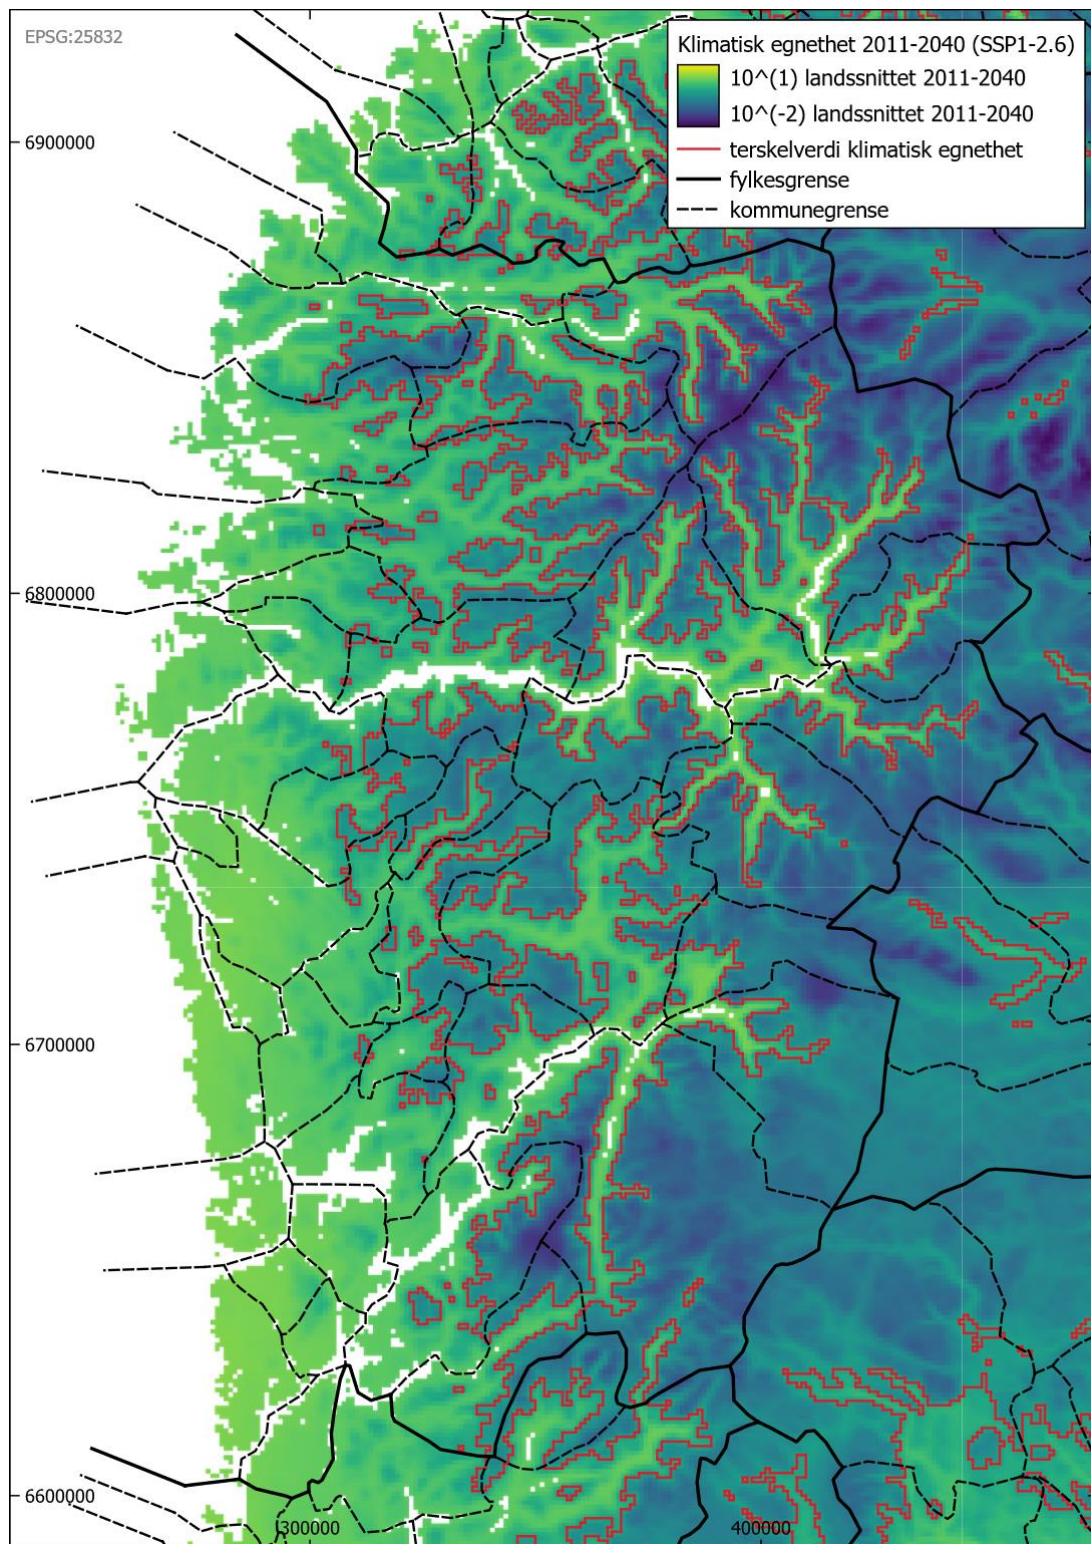 EPSG:25832
Klimatisk egnethet 2011-2040 (SSP1-2.6)
10^(1) landssnittet 2011-2040
10^(-2) landssnittet 2011-2040
terskelverdi klimatisk egnethet
fylkesgrense
kommunegrense
6900000
6800000
6700000
6600000
300000
400000